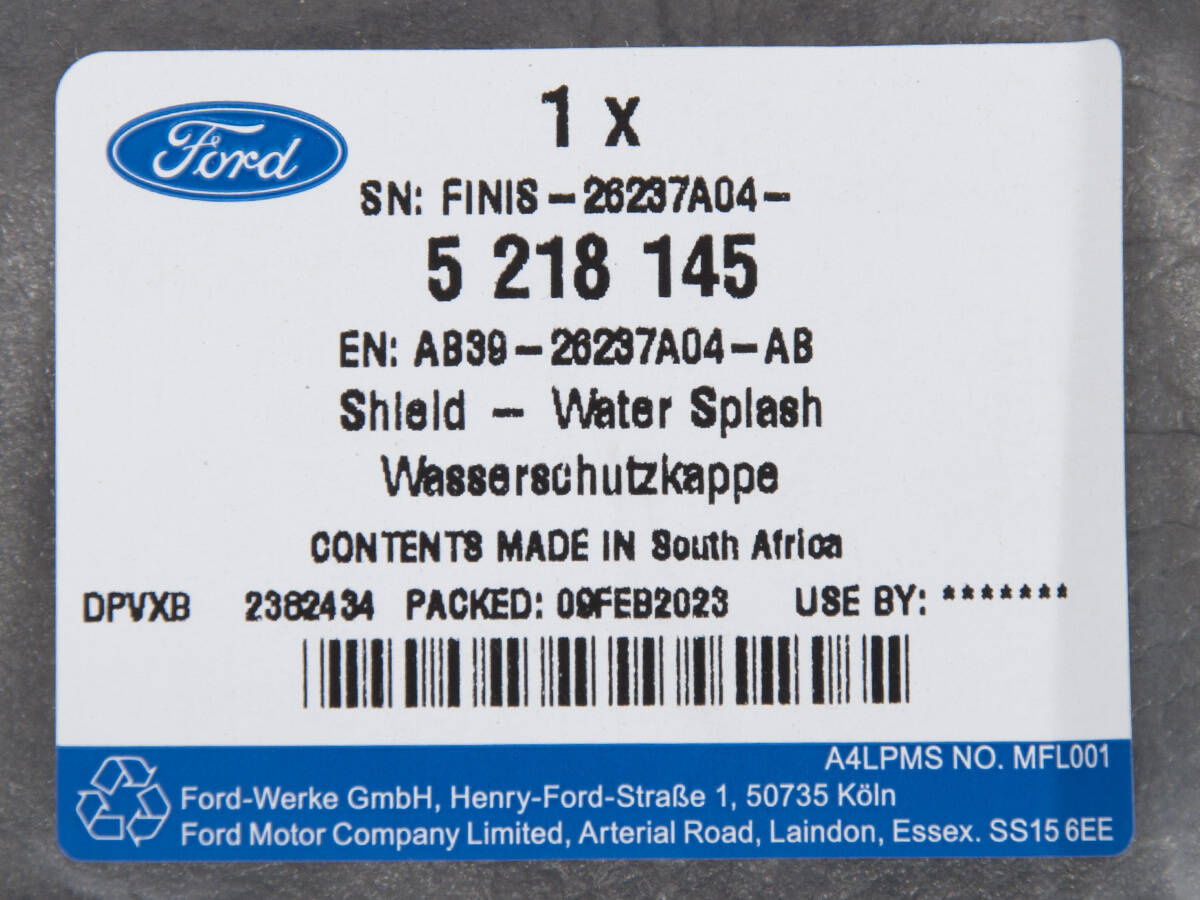 Ford
1 x
SN: FINIS-26237A04-
5 218 145
EN: AB39-26237A04-AB
Shield - Water Splash
Wasserschutzkappe
CONTENTS MADE IN South Africa
DPVXB 2382434 PACKED: 09FEB2023 USE BY: *******
A4LPMS NO. MFL001
Ford-Werke GmbH, Henry-Ford-Straße 1, 50735 Köln
Ford Motor Company Limited, Arterial Road, Laindon, Essex. SS15 6EE